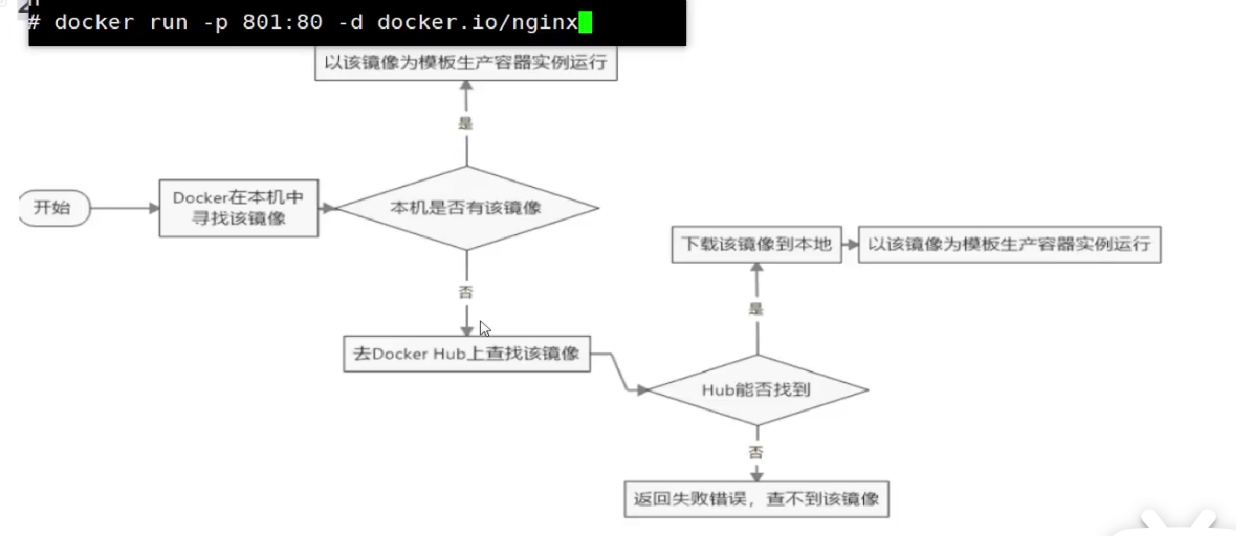 # docker run -p 801:80 -d docker.io/nginx
以该镜像为模板生产容器实例运行
是
开始
Docker在本机中
寻找该镜像
本机是否有该镜像
下载该镜像到本地
以该镜像为模板生产容器实例运行
否
是
去Docker Hub上查找该镜像
Hub能否找到
否
返回失败错误，查不到该镜像